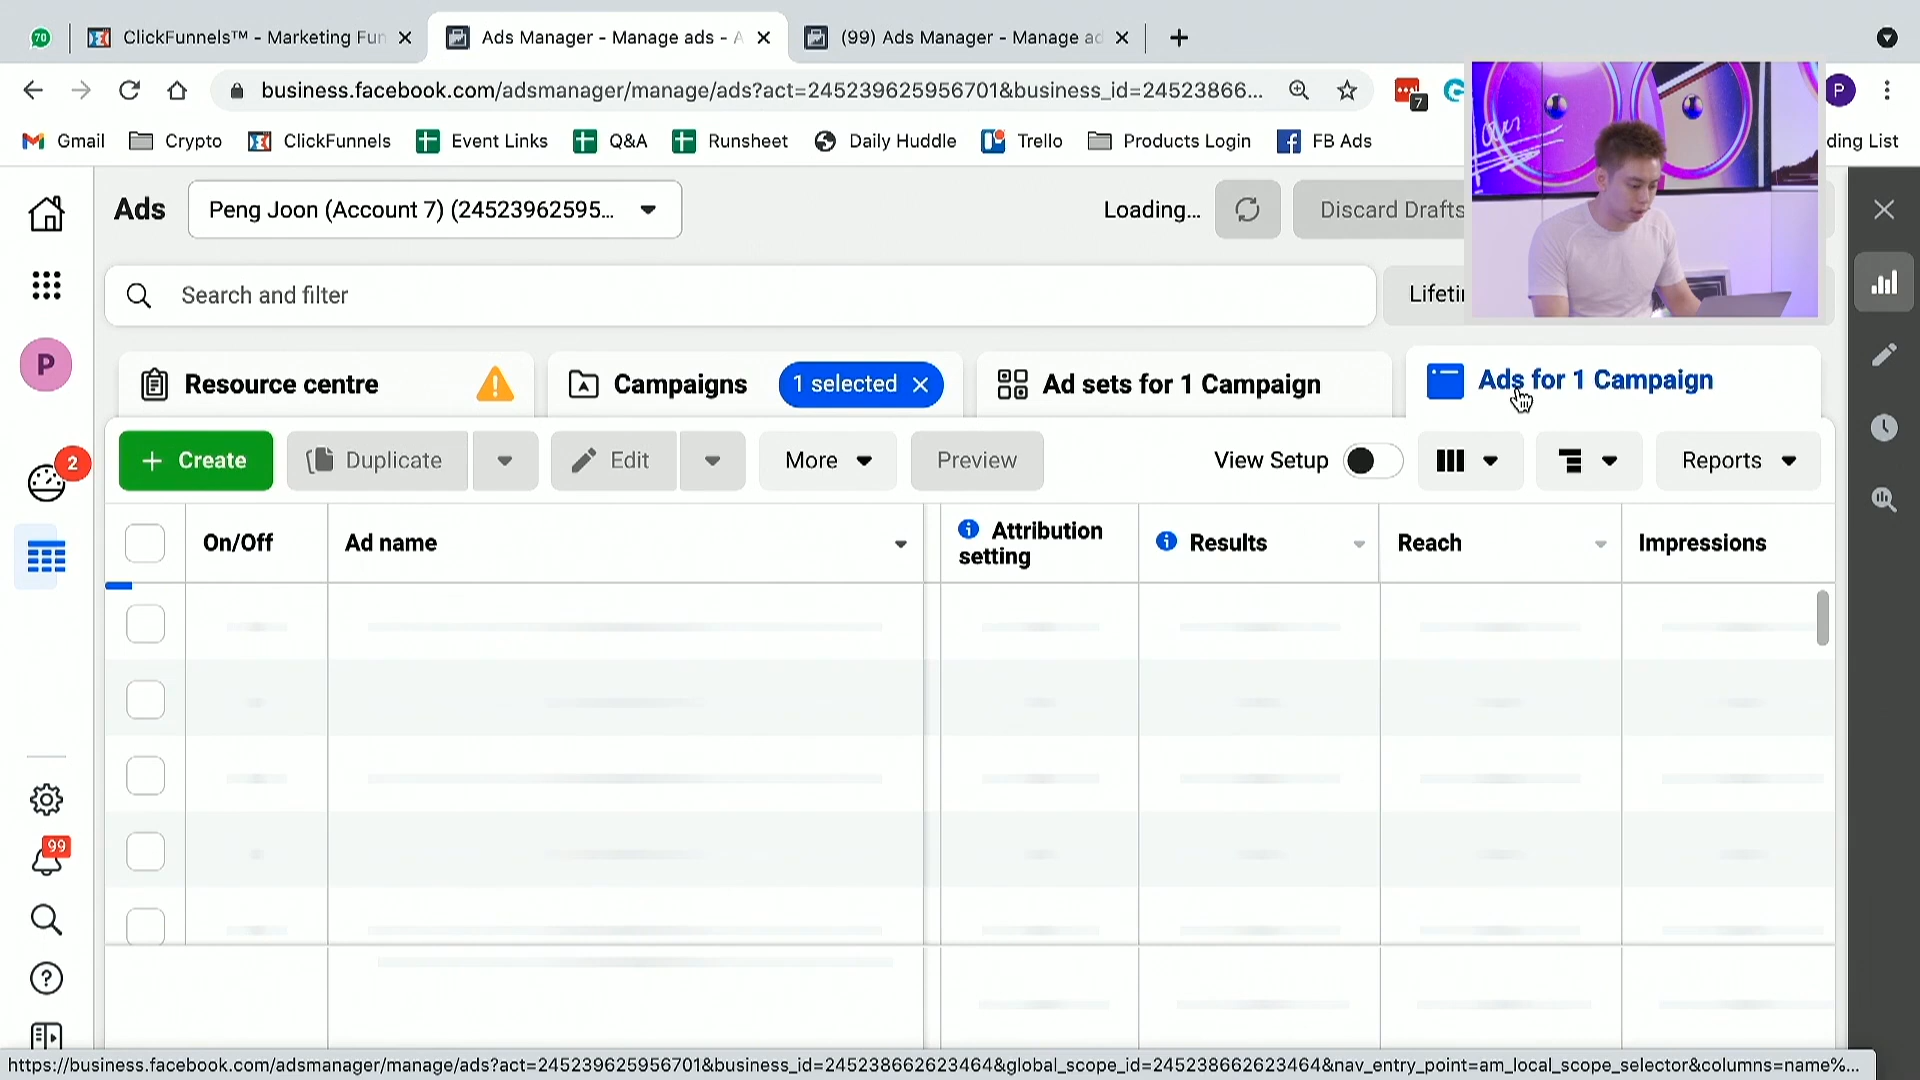 70
ClickFunnels™ - Marketing Fun
Ads Manager - Manage ads - A
(99) Ads Manager - Manage ad
business.facebook.com/adsmanager/manage/ads?act=245239625956701&business_id=24523866...
7
P
Gmail
Crypto
ClickFunnels
Event Links
Q&A
Runsheet
Daily Huddle
Trello
Products Login
FB Ads
ding List
Ads
Peng Joon (Account 7) (24523962595...
Loading...
Discard Drafts
Search and filter
Lifeti
P
Resource centre
Campaigns
1 selected
Ad sets for 1 Campaign
Ads for 1 Campaign
+ Create
Duplicate
Edit
More
Preview
View Setup
Reports
2
On/Off
Ad name
Attribution
setting
Results
Reach
Impressions
99
https://business.facebook.com/adsmanager/manage/ads?act=245239625956701&business_id=245238662623464&global_scope_id=245238662623464&nav_entry_point=am_local_scope_selector&columns=name%...